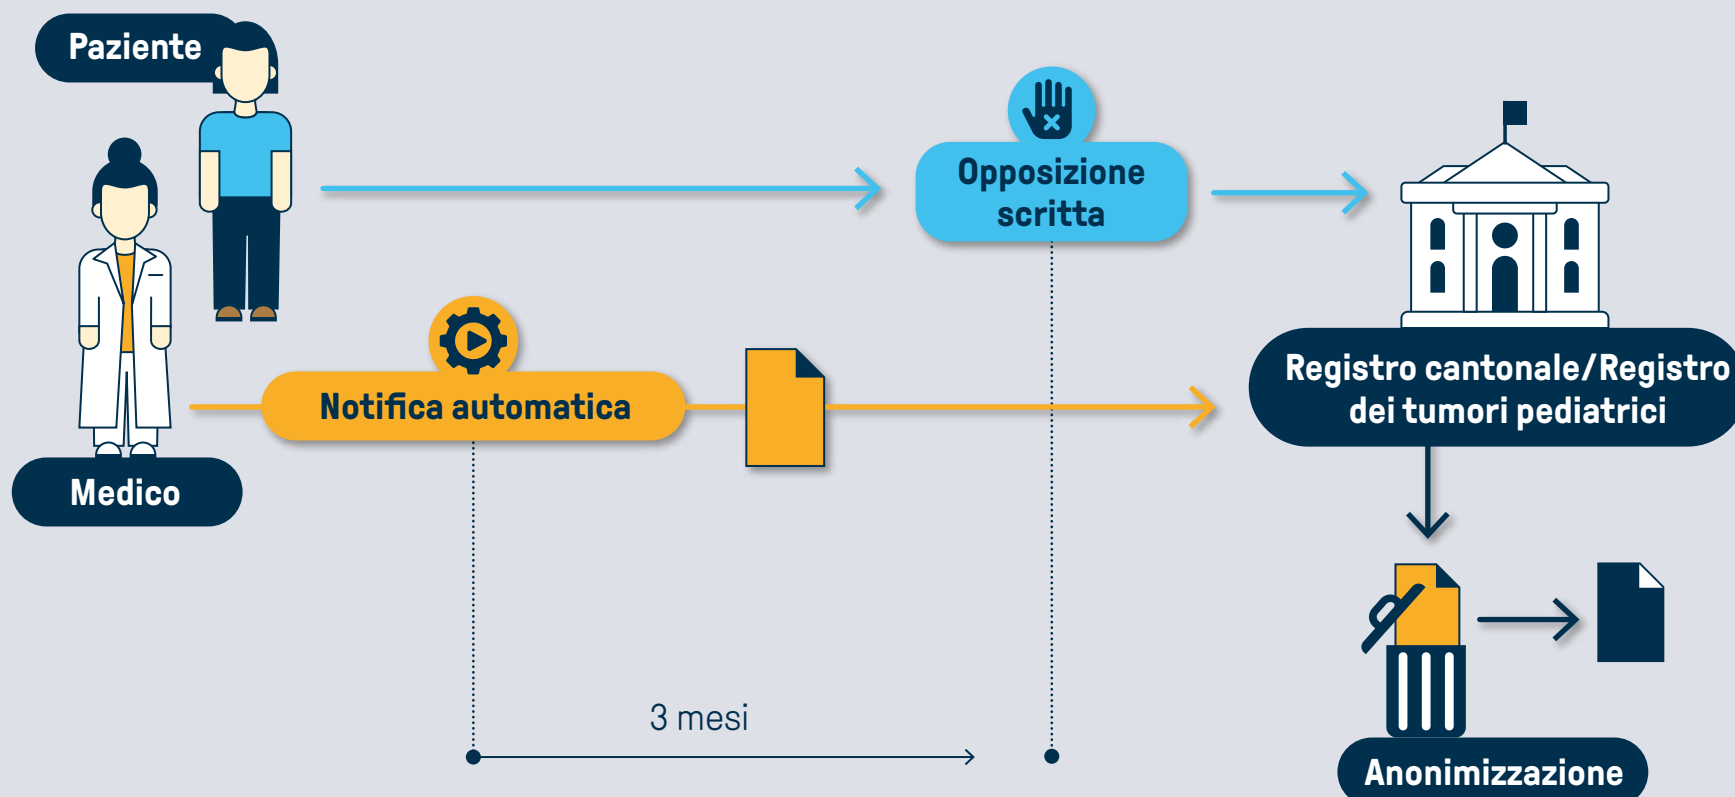 Paziente
Opposizione
scritta
Notifica automatica
Registro cantonale/Registro
dei tumori pediatrici
Medico
3 mesi
Anonimizzazione